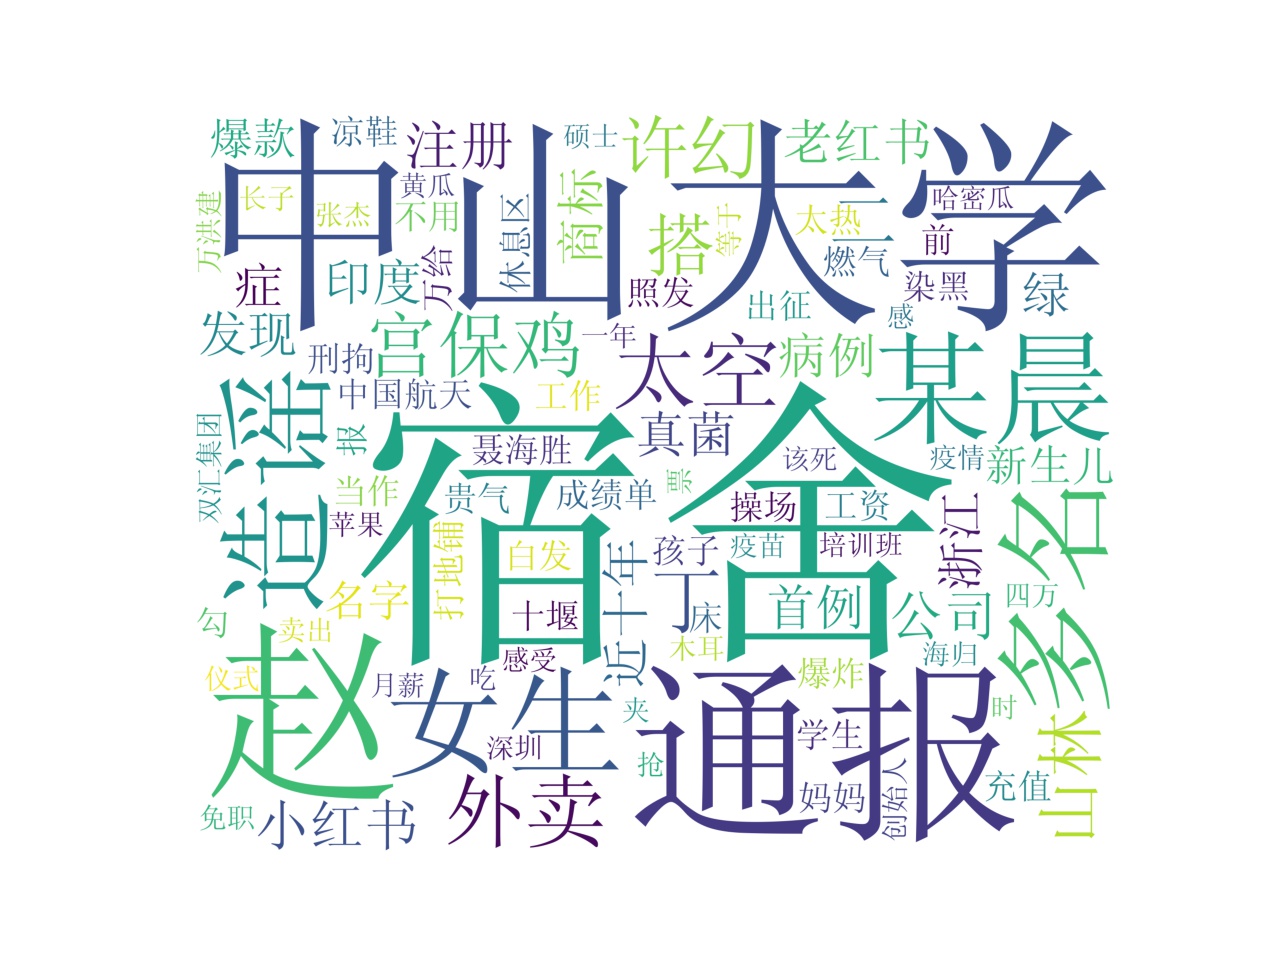 中山大学
爆款
凉鞋
注册
硕士
许幻
老红书
万洪建
长子
张杰
黄瓜
不用
万给
休息区
商标
搭
等于
太热
三
燃气
哈密瓜
前
染黑
绿
症
印度
照发
出征
感
发现
刑拘
宫保鸡
一年
太空
病例
某晨
中国航天
工作
造谣
双汇集团
报
当作
苹果
宿舍
聂海胜
贵气
成绩单
真菌
票
该死
疫情
新生儿
操场
工资
疫苗
培训班
浙江
多名
打地铺
白发
近十年
孩子
丁
床
首例
公司
四万
名字
十堰
勾
卖出
赵
仪式
感受
木耳
爆炸
海归
月薪
吃
女生
深圳
夹
抢
通报
学生
妈妈
创始人
时
山林
充值
免职
小红书
外卖